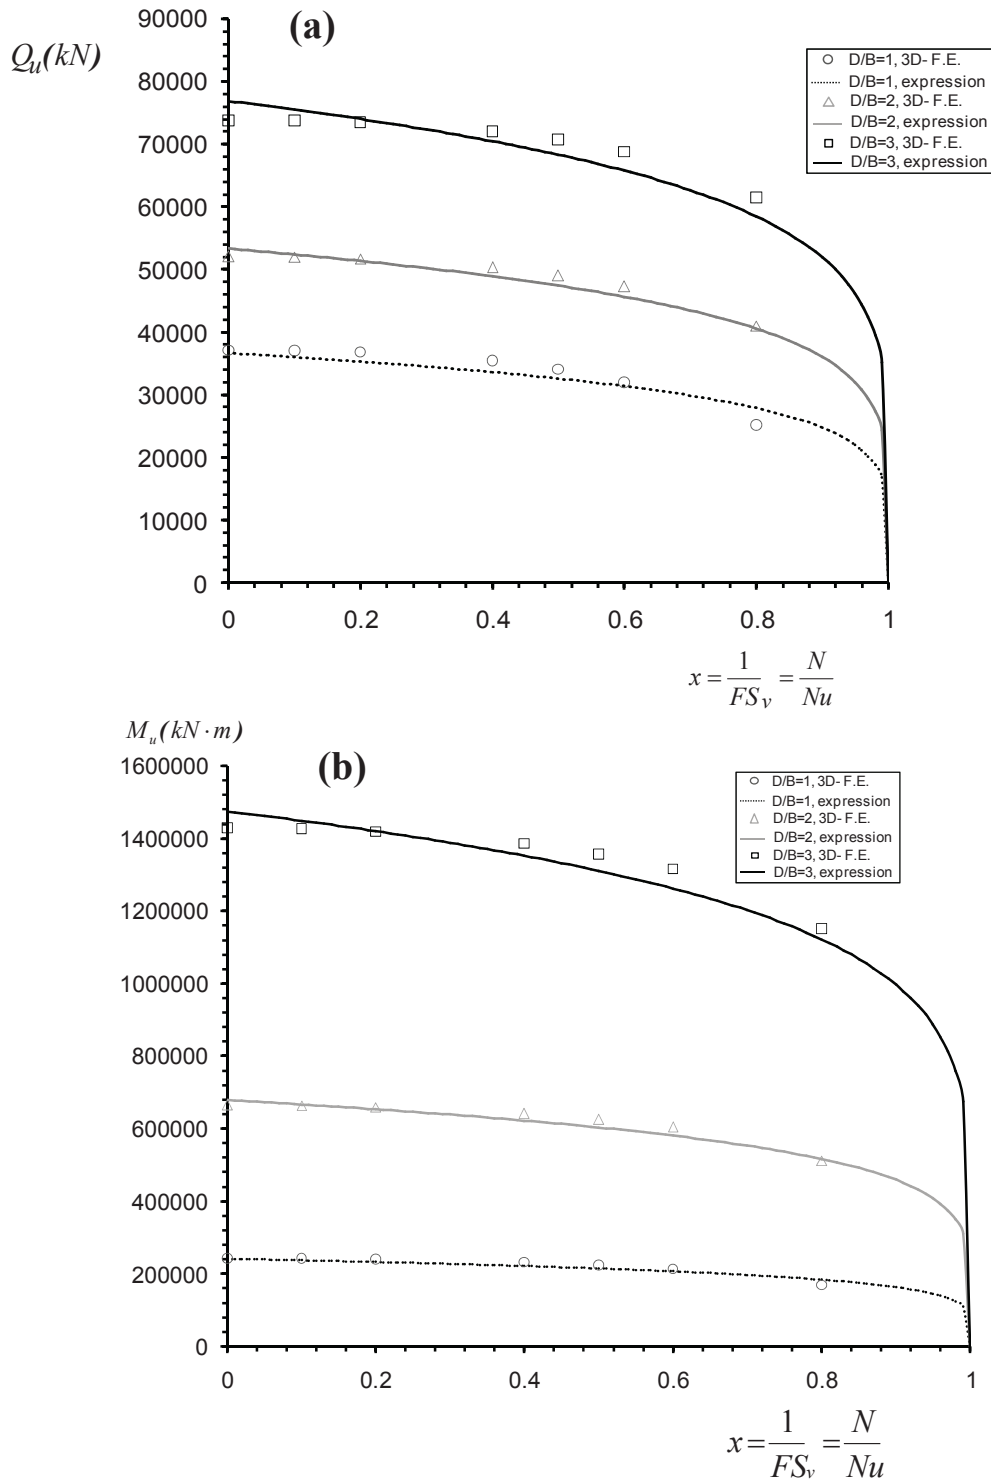 (a)
Qu(kN)
90000
80000
70000
60000
50000
40000
30000
20000
10000
0
D/B=1, 3D- F.E.
D/B=1, expression
D/B=2, 3D- F.E.
D/B=2, expression
D/B=3, 3D- F.E.
D/B=3, expression
0 0.2 0.4 0.6 0.8 1
x = 1/FSv = N/Nu
Mu(kN·m)
(b)
1600000
1400000
1200000
1000000
800000
600000
400000
200000
0
D/B=1, 3D- F.E.
D/B=1, expression
D/B=2, 3D- F.E.
D/B=2, expression
D/B=3, 3D- F.E.
D/B=3, expression
0 0.2 0.4 0.6 0.8 1
x = 1/FSv = N/Nu